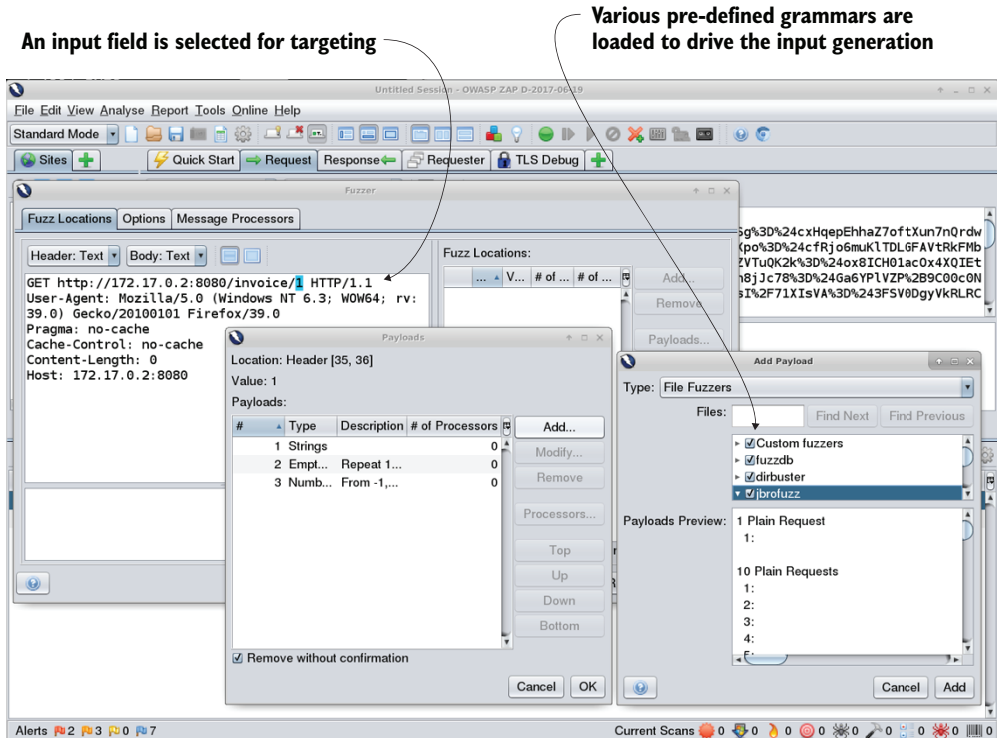 An input field is selected for targeting
Various pre-defined grammars are
loaded to drive the input generation
Untitled Session - OWASP ZAP D-2017-06-19
File Edit View Analyse Report Tools Online Help
Standard Mode
Sites
Quick Start
Request
Response
Requester
TLS Debug
Fuzzer
Fuzz Locations
Options
Message Processors
Header: Text
Body: Text
GET http://172.17.0.2:8080/invoice/1 HTTP/1.1
User-Agent: Mozilla/5.0 (Windows NT 6.3; WOW64; rv:
39.0) Gecko/20100101 Firefox/39.0
Pragma: no-cache
Cache-Control: no-cache
Content-Length: 0
Host: 172.17.0.2:8080
Fuzz Locations:
... V... # of ... # of ...
Add...
Remove
Payloads...
Payloads
Location: Header [35, 36]
Value: 1
Payloads:
# Type Description # of Processors
1 Strings 0
2 Empt... Repeat 1... 0
3 Numb... From -1,... 0
Add...
Modify...
Remove
Processors...
Top
Up
Down
Bottom
Remove without confirmation
Cancel
OK
Add Payload
Type: File Fuzzers
Files:
Find Next
Find Previous
Custom fuzzers
fuzzdb
dirbuster
jbrofuzz
Payloads Preview:
1 Plain Request
1:
10 Plain Requests
1:
2:
3:
4:
Cancel
Add
Alerts 2 3 0 7
Current Scans 0 0 0 0 0 0 0 0 0